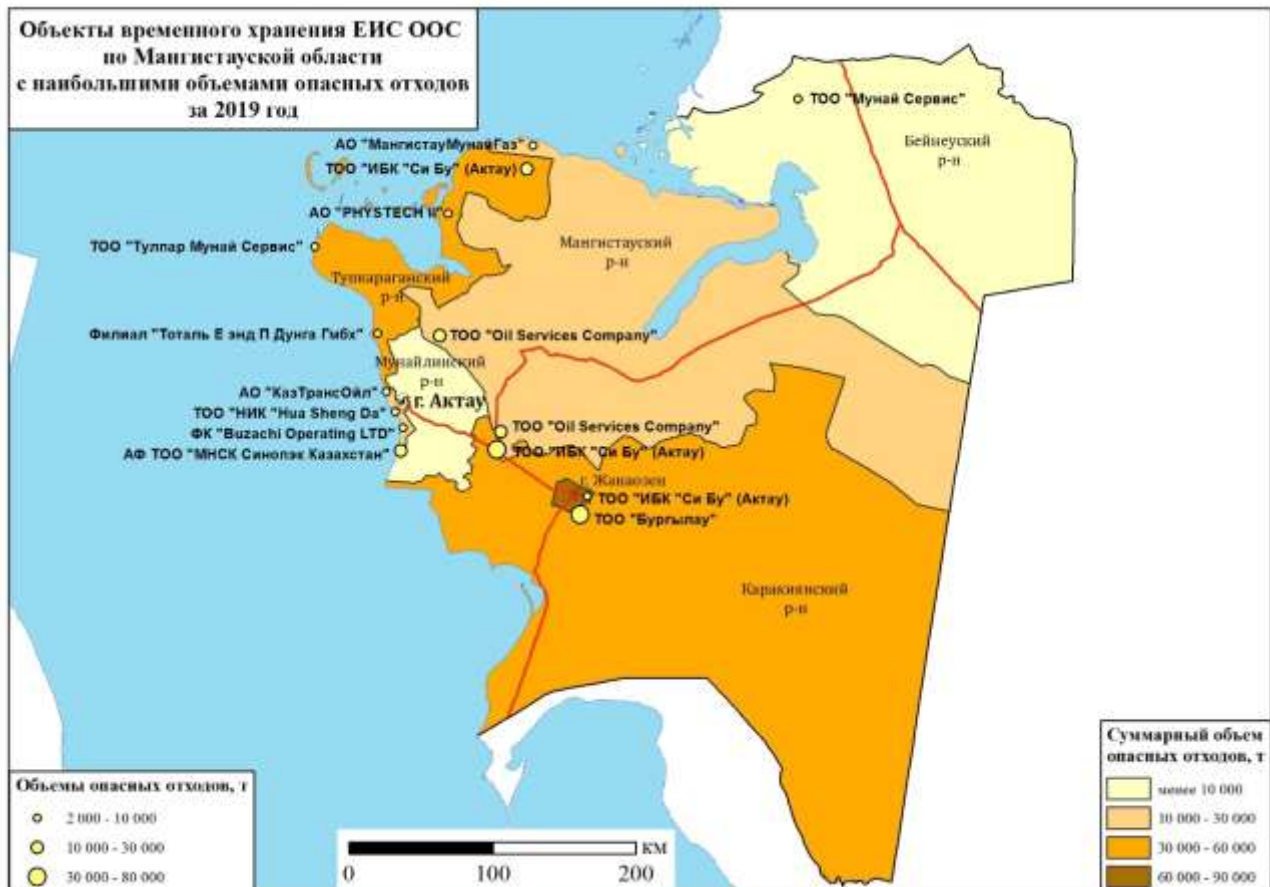 Объекты временного хранения ЕИС ООС
по Мангистауской области
с наибольшими объемами опасных отходов
за 2019 год
ТОО "Мунай Сервис"
Бейнеуский
р-н
АО "МангистауМунайГаз"
ТОО "ИБК "Си Бу" (Актау)
АО "PHYSTECH II"
ТОО "Тулпар Мунай Сервис"
Мангистауский
р-н
Тупкараганский
р-н
Филиал "Тоталь Е энд П Дунга Гмбх"
ТОО "Oil Services Company"
Мунайлинский
р-н
АО "КазТрансОйл"
г. Актау
ТОО "НИК "Hua Sheng Da"
ФК "Buzachi Operating LTD"
АФ ТОО "МНСК Синопэк Казахстан"
ТОО "Oil Services Company"
ТОО "ИБК "Си Бу" (Актау)
г. Жанаозен
ТОО "ИБК "Си Бу" (Актау)
ТОО "Бургылау"
Каракиянский
р-н
Объемы опасных отходов, т
2 000 - 10 000
10 000 - 30 000
30 000 - 80 000
КМ
0 100 200
Суммарный объем
опасных отходов, т
менее 10 000
10 000 - 30 000
30 000 - 60 000
60 000 - 90 000